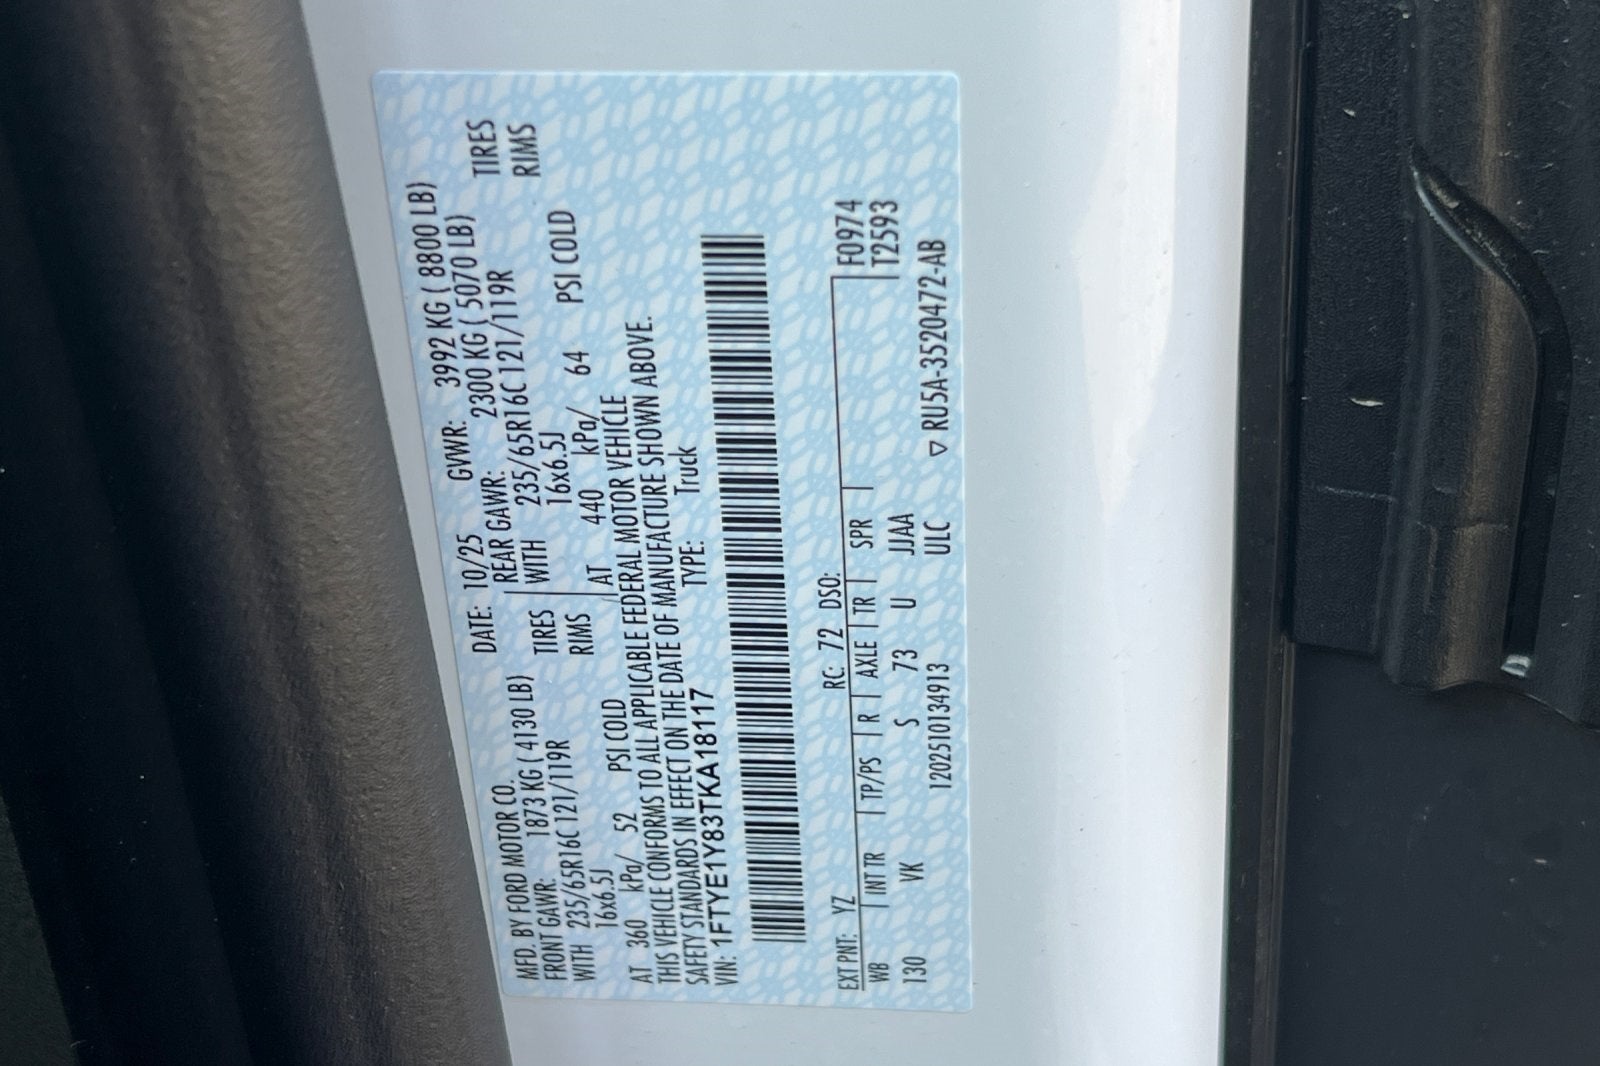 MFD. BY FORD MOTOR CO.
DATE: 10/25 GVWR: 3992 KG ( 8800 LB)
FRONT GAWR: 1873 KG ( 4130 LB)
REAR GAWR: 2300 KG ( 5070 LB)
WITH 235/65R16C 121/119R TIRES
WITH 235/65R16C 121/119R TIRES
16x6.5J RIMS
16x6.5J RIMS
AT 360 kPa/ 52 PSI COLD
AT 440 kPa/ 64 PSI COLD
THIS VEHICLE CONFORMS TO ALL APPLICABLE FEDERAL MOTOR VEHICLE
SAFETY STANDARDS IN EFFECT ON THE DATE OF MANUFACTURE SHOWN ABOVE.
VIN: 1FTYE1Y83TKA18117 TYPE: Truck
EXT PNT: YZ RC: 72 DSO: F0974
WB INT TR TP/PS R AXLE TR SPR T2593
130 VK S 73 U JJAA
1202510134913 ULC ▽ RU5A-3520472-AB